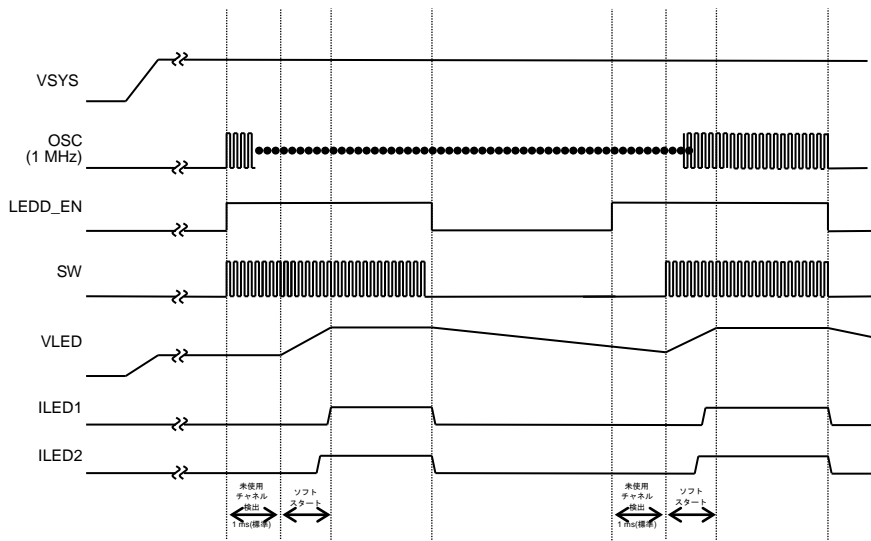 VSYS
OSC
(1 MHz)
LEDD_EN
SW
VLED
ILED1
ILED2
未使用
チャネル
検出
1 ms(標準)
ソフト
スタート
未使用
チャネル
検出
1 ms(標準)
ソフト
スタート